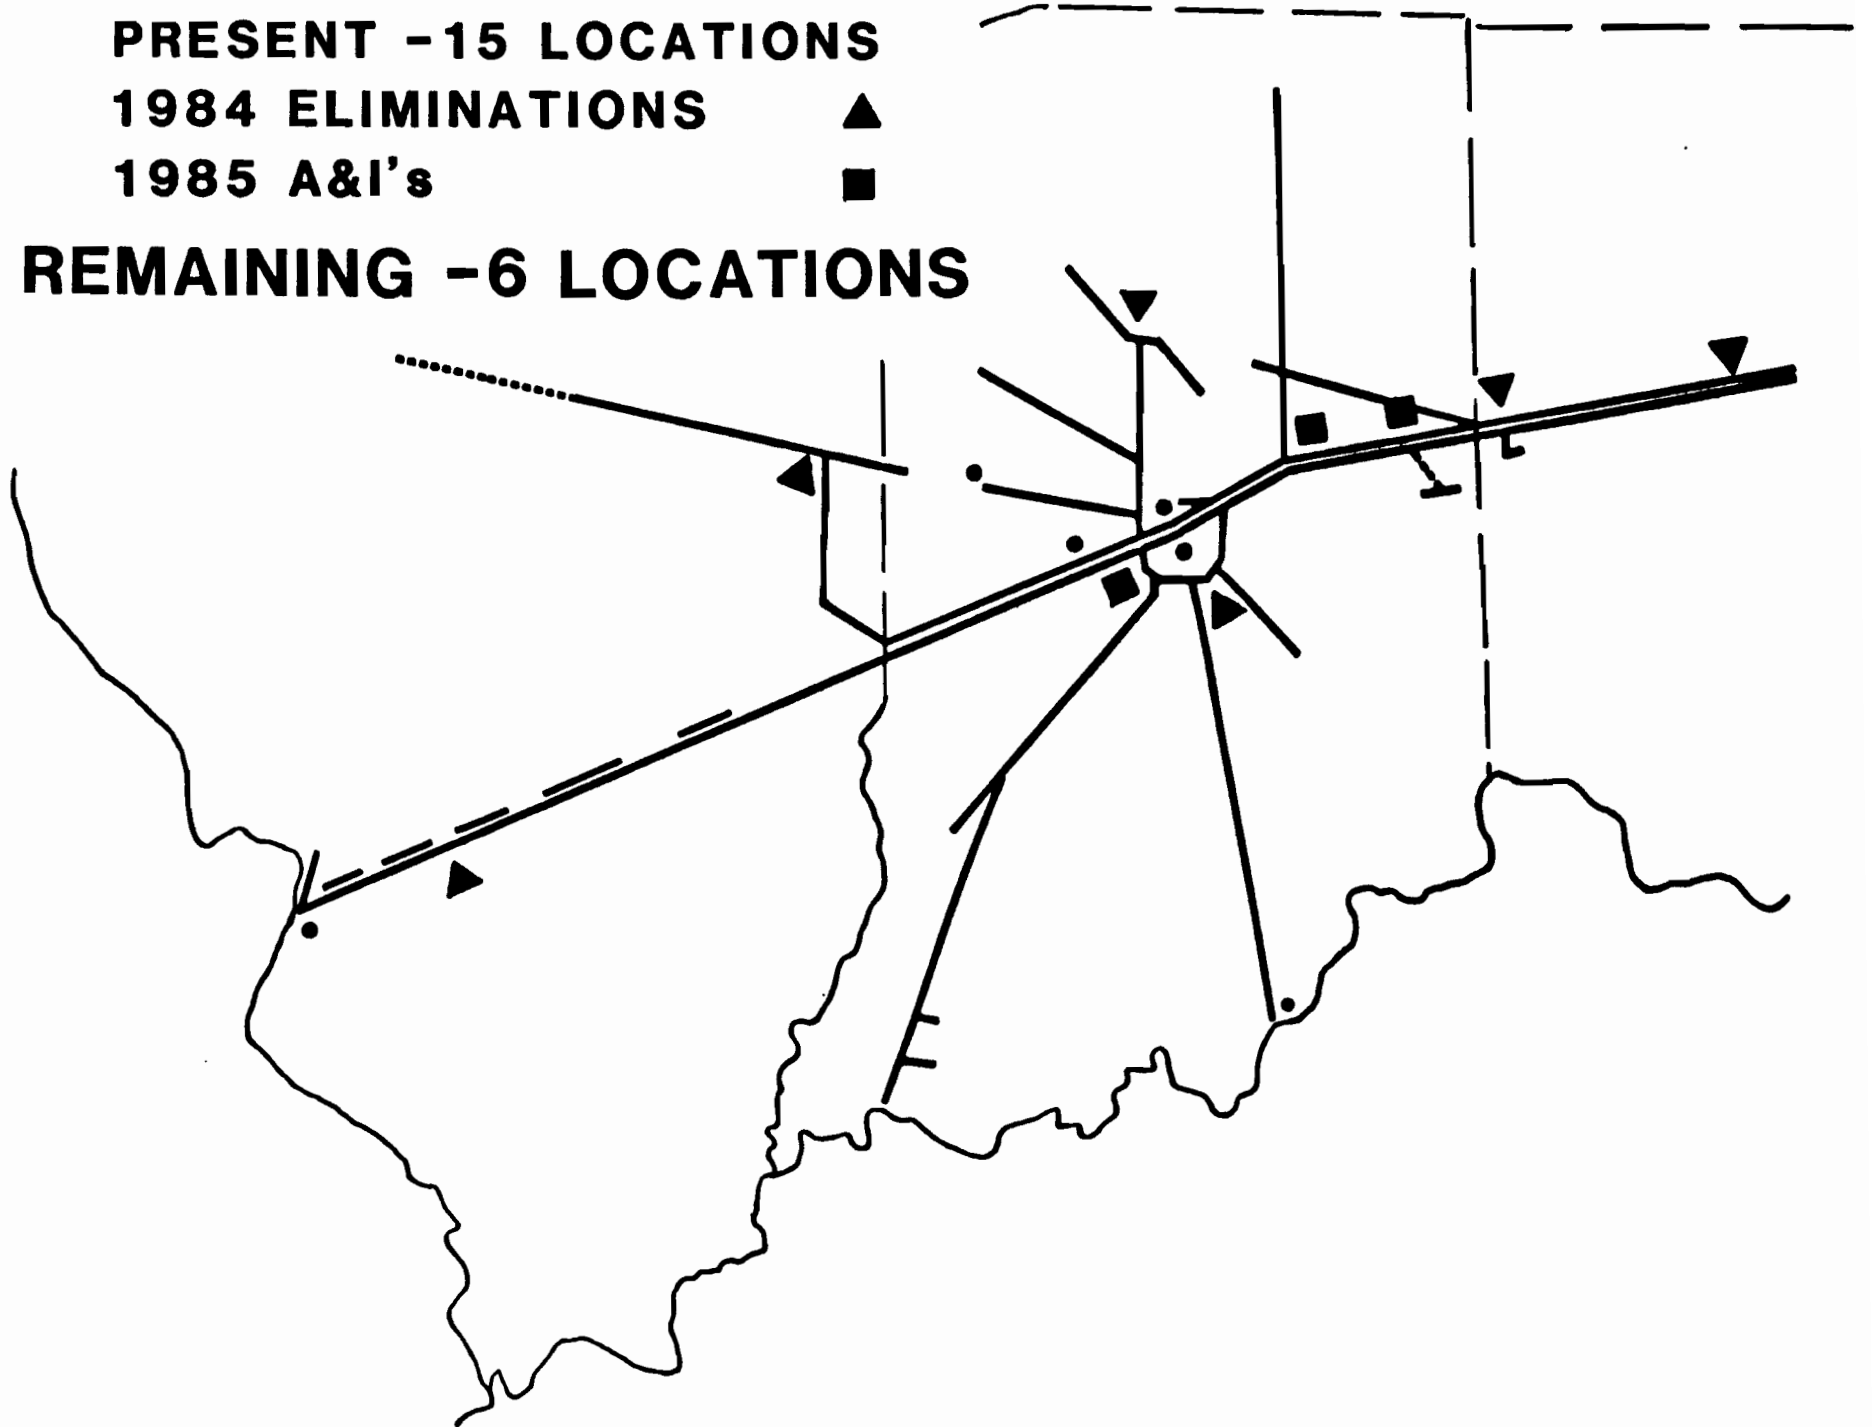 PRESENT -15 LOCATIONS
1984 ELIMINATIONS ▲
1985 A&I's ■
REMAINING -6 LOCATIONS